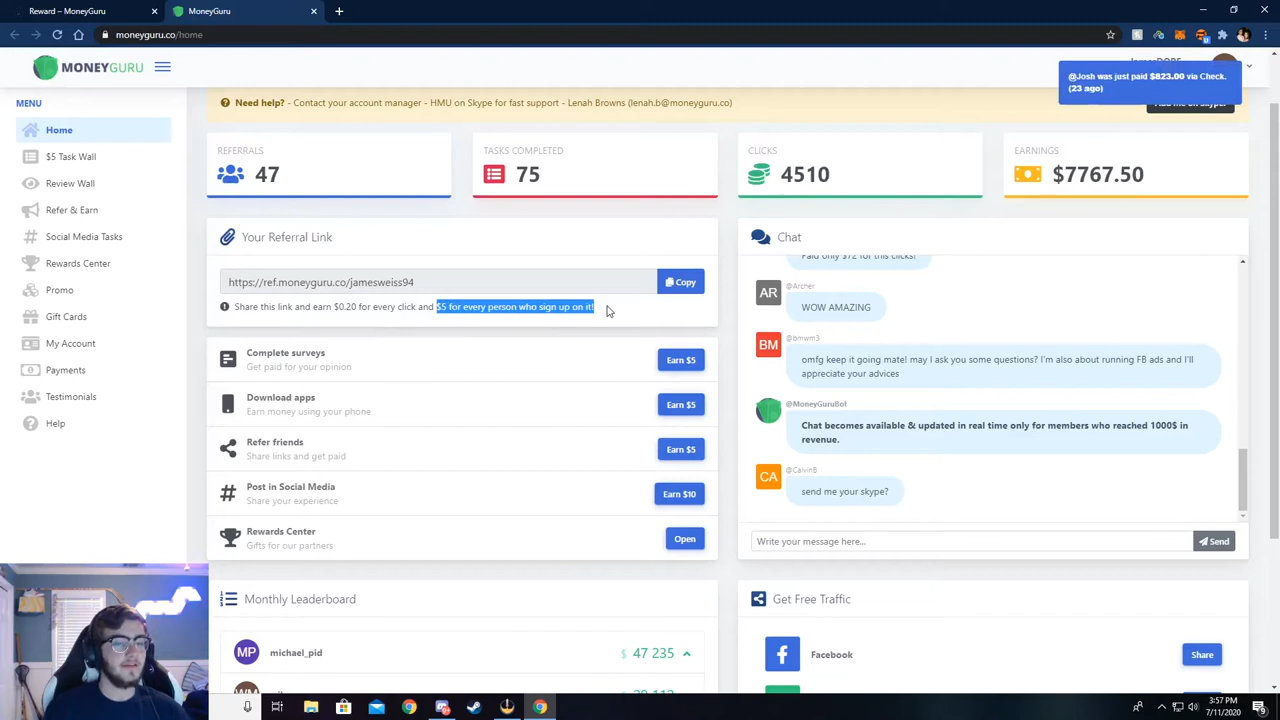 Reward – MoneyGuru
MoneyGuru
moneyguru.co/home
MONEYGURU
@Josh was just paid $823.00 via Check.
(23 ago)
MENU
Need help? - Contact your account manager - HMU on Skype for fast support - Lenah Browns (lenah.b@moneyguru.co)
Home
$5 Task Wall
Review Wall
Refer & Earn
Social Media Tasks
Rewards Center
Promo
Gift Cards
My Account
Payments
Testimonials
Help
REFERRALS
47
TASKS COMPLETED
75
CLICKS
4510
EARNINGS
$7767.50
Your Referral Link
https://ref.moneyguru.co/jamesweiss94
Copy
Share this link and earn $0.20 for every click and $5 for every person who sign up on it!
Complete surveys
Get paid for your opinion
Earn $5
Download apps
Earn money using your phone
Earn $5
Refer friends
Share links and get paid
Earn $5
Post in Social Media
Share your experience
Earn $10
Rewards Center
Gifts for our partners
Open
Chat
Paid only $72 for this clicks!
@Archer
AR
WOW AMAZING
@bmwm3
BM
omfg keep it going mate! may I ask you some questions? I'm also about running FB ads and I'll
appreciate your advices
@MoneyGuruBot
Chat becomes available & updated in real time only for members who reached 1000$ in
revenue.
@CalvinB
CA
send me your skype?
Write your message here...
Send
Monthly Leaderboard
MP
michael_pid
$ 47 235
Get Free Traffic
Facebook
Share
3:57 PM
7/11/2020